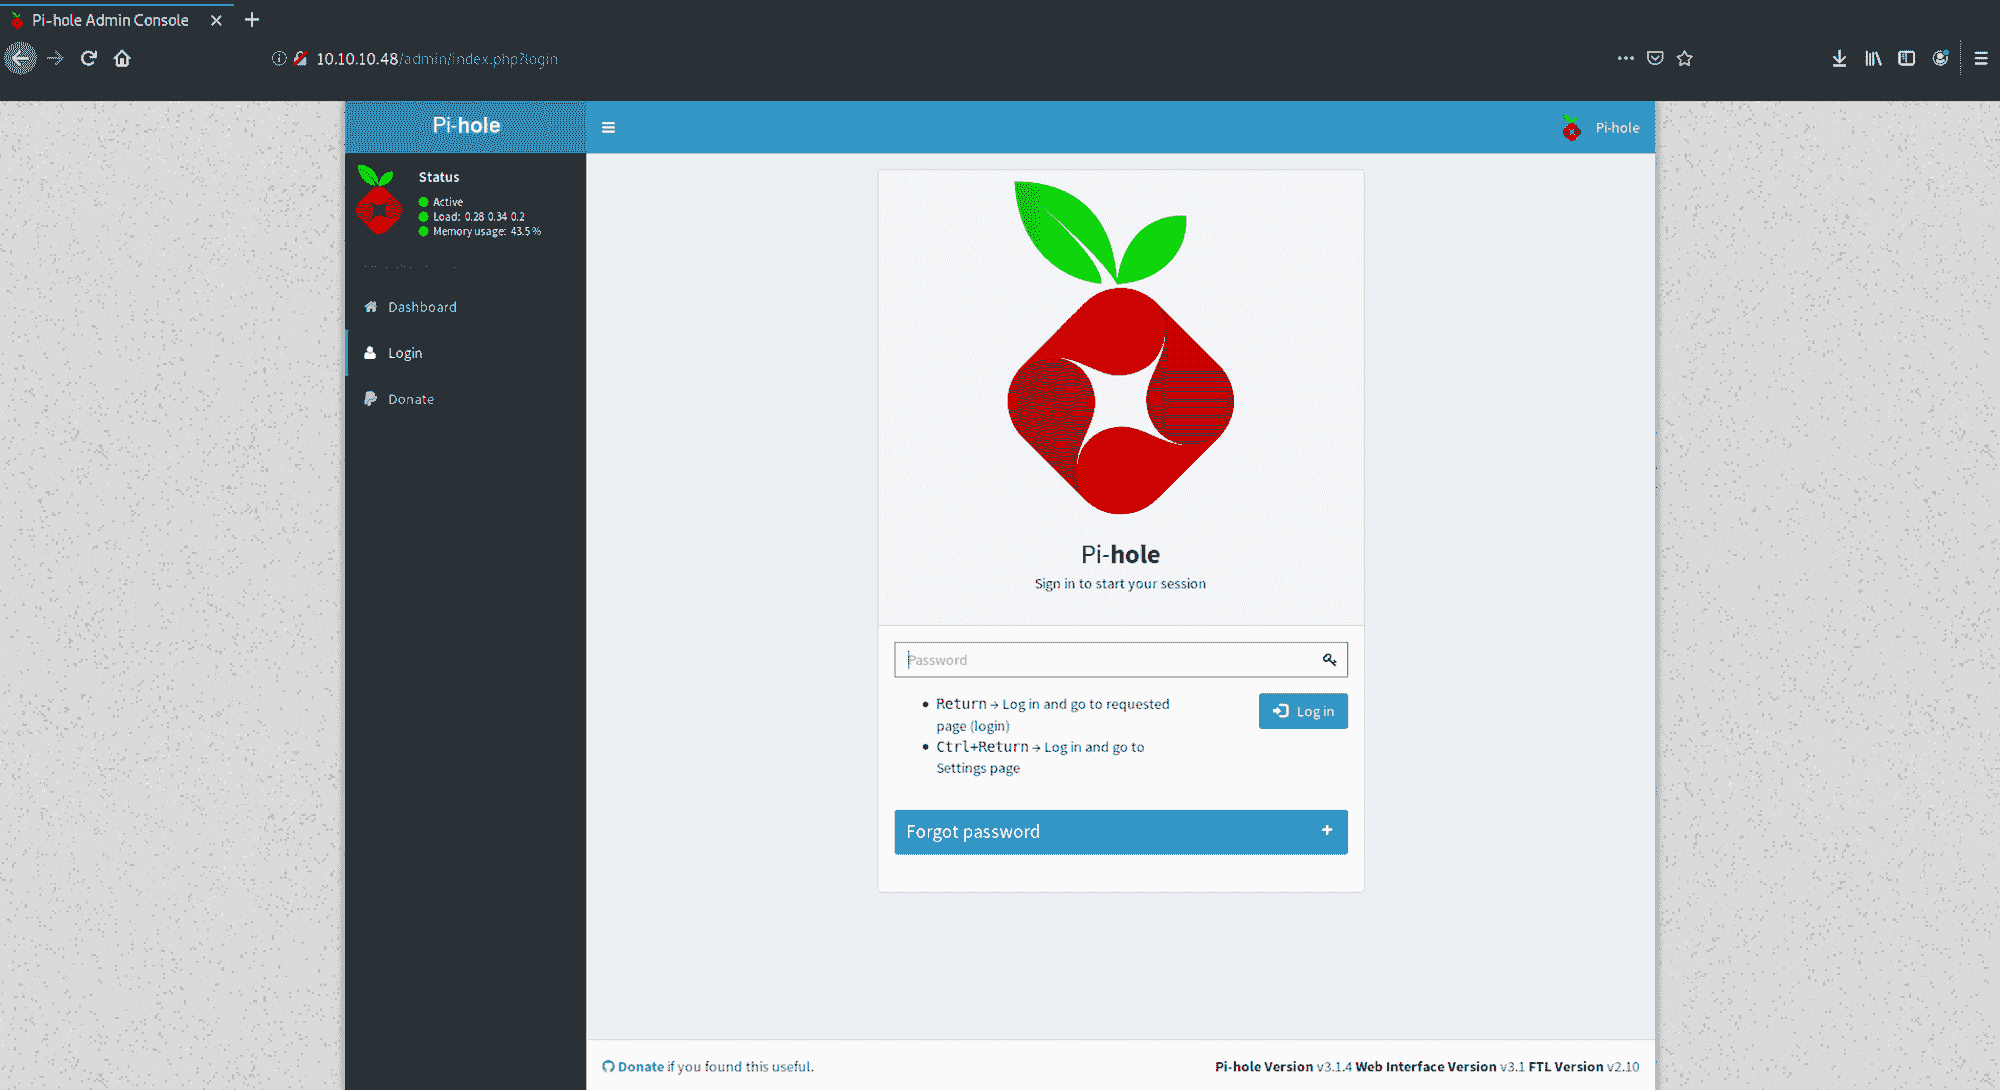 Pi-hole Admin Console
10.10.10.48/admin/index.php?login
Pi-hole
Pi-hole
Status
Active
Load: 0.28 0.34 0.2
Memory usage: 43.5 %
Dashboard
Login
Donate
Pi-hole
Sign in to start your session
Password
Return → Log in and go to requested
page (login)
Log in
Ctrl+Return → Log in and go to
Settings page
Forgot password
Donate if you found this useful.
Pi-hole Version v3.1.4 Web Interface Version v3.1 FTL Version v2.10